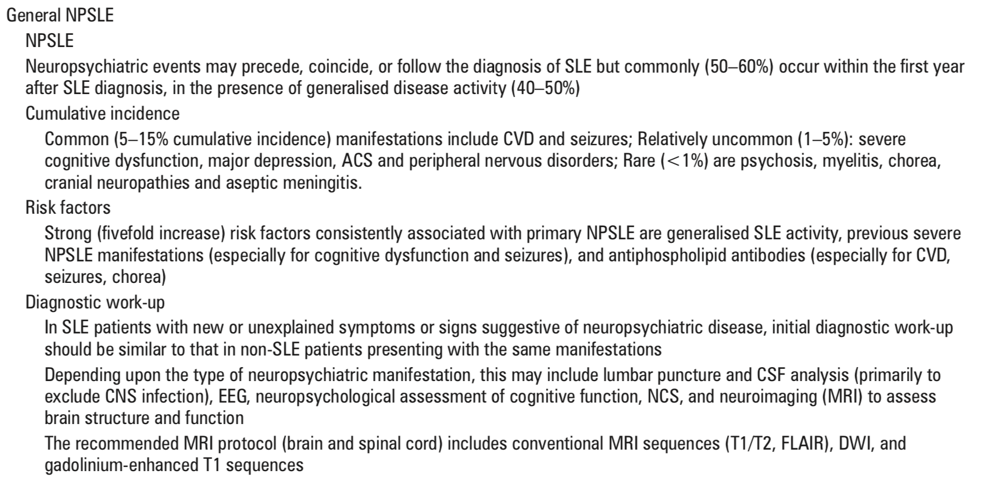 General NPSLE
NPSLE
Neuropsychiatric events may precede, coincide, or follow the diagnosis of SLE but commonly (50–60%) occur within the first year
after SLE diagnosis, in the presence of generalised disease activity (40–50%)
Cumulative incidence
Common (5–15% cumulative incidence) manifestations include CVD and seizures; Relatively uncommon (1–5%): severe
cognitive dysfunction, major depression, ACS and peripheral nervous disorders; Rare (<1%) are psychosis, myelitis, chorea,
cranial neuropathies and aseptic meningitis.
Risk factors
Strong (fivefold increase) risk factors consistently associated with primary NPSLE are generalised SLE activity, previous severe
NPSLE manifestations (especially for cognitive dysfunction and seizures), and antiphospholipid antibodies (especially for CVD,
seizures, chorea)
Diagnostic work-up
In SLE patients with new or unexplained symptoms or signs suggestive of neuropsychiatric disease, initial diagnostic work-up
should be similar to that in non-SLE patients presenting with the same manifestations
Depending upon the type of neuropsychiatric manifestation, this may include lumbar puncture and CSF analysis (primarily to
exclude CNS infection), EEG, neuropsychological assessment of cognitive function, NCS, and neuroimaging (MRI) to assess
brain structure and function
The recommended MRI protocol (brain and spinal cord) includes conventional MRI sequences (T1/T2, FLAIR), DWI, and
gadolinium-enhanced T1 sequences